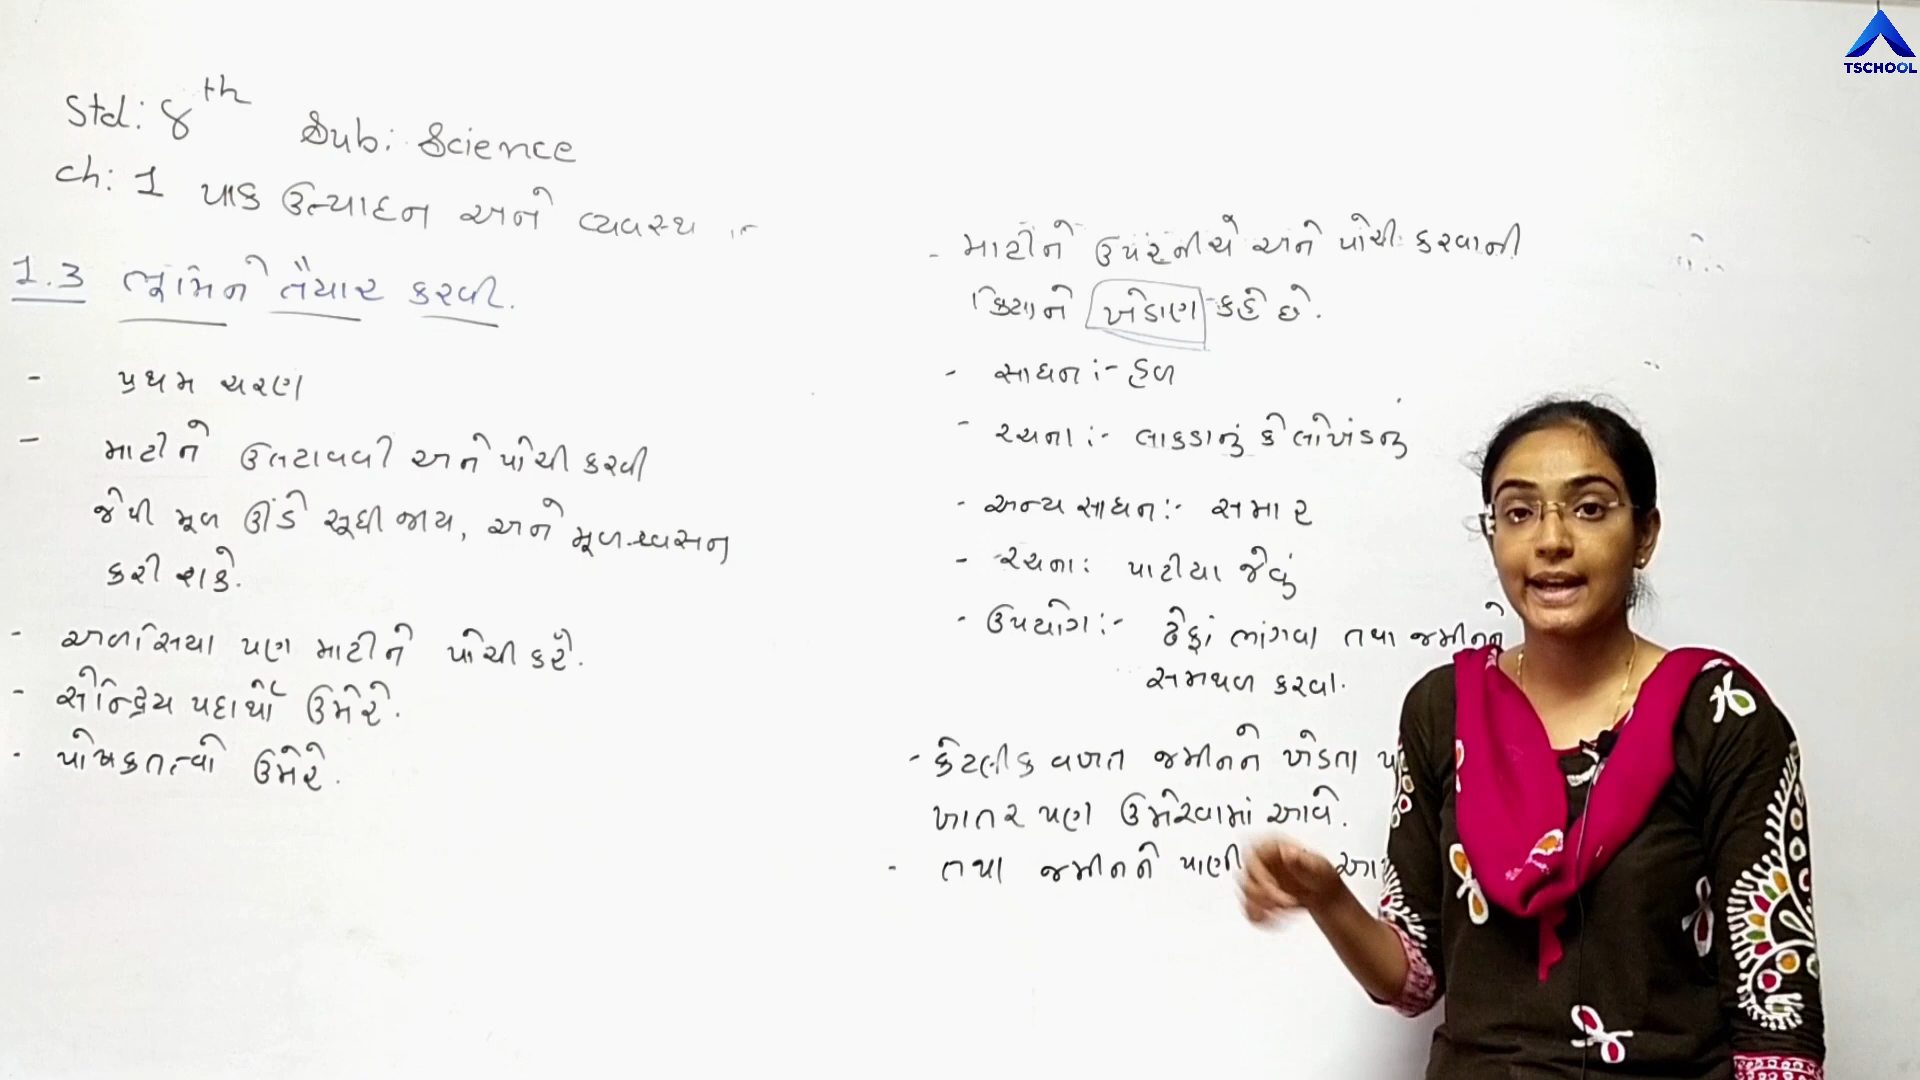 Std: 8th Sub: Science
Ch: 1 પાક ઉત્પાદન અને વ્યવસ્થ
1.3 ભૂમિને તૈયાર કરવી.
- પ્રથમ ચરણ
- માટીને ઉલટાવવી અને પોચી કરવી
જેથી મૂળ ઊંડે સૂધી જાય, અને મૂળ શ્વસન
કરી શકે.
- અળસિયા પણ માટીને પોચી કરે.
- સેન્દ્રિય પદાર્થો ઉમેરે.
- પોષકતત્વો ઉમેરે.
- માટીને ઉપર નીચે અને પોચી કરવાની
ક્રિયાને ખેડાણ કહે છે.
- સાધન :- હળ
- રચના :- લાકડાનું કે લોખંડનું
- અન્ય સાધન :- સમાર
- રચના: પાટીયા જેવું
- ઉપયોગ :- ઢેફાં ભાંગવા તથા જમીનને
સમથળ કરવા.
- કેટલીક વખત જમીનને ખેડતા
ખાતર પણ ઉમેરવામાં આવે.
- તથા જમીનને પાણી
TSCHOOL